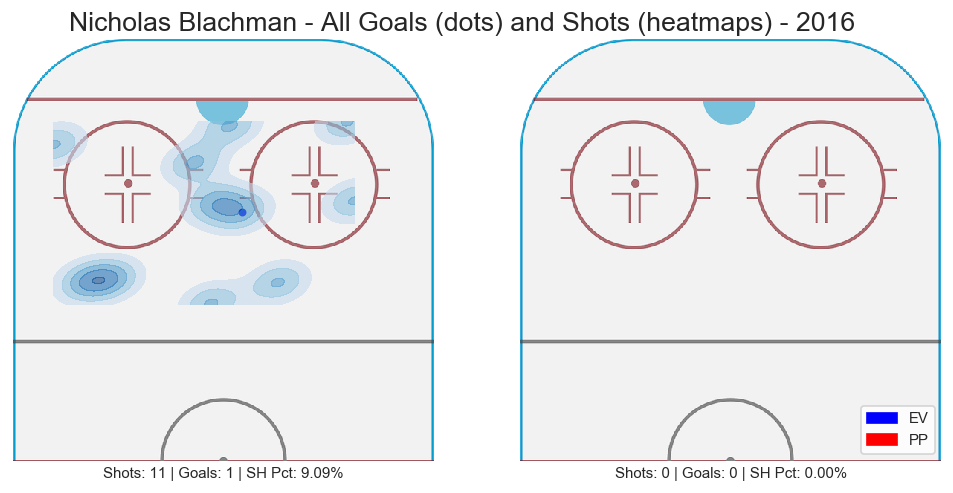 Nicholas Blachman - All Goals (dots) and Shots (heatmaps) - 2016
EV
PP
Shots: 11 | Goals: 1 | SH Pct: 9.09%
Shots: 0 | Goals: 0 | SH Pct: 0.00%